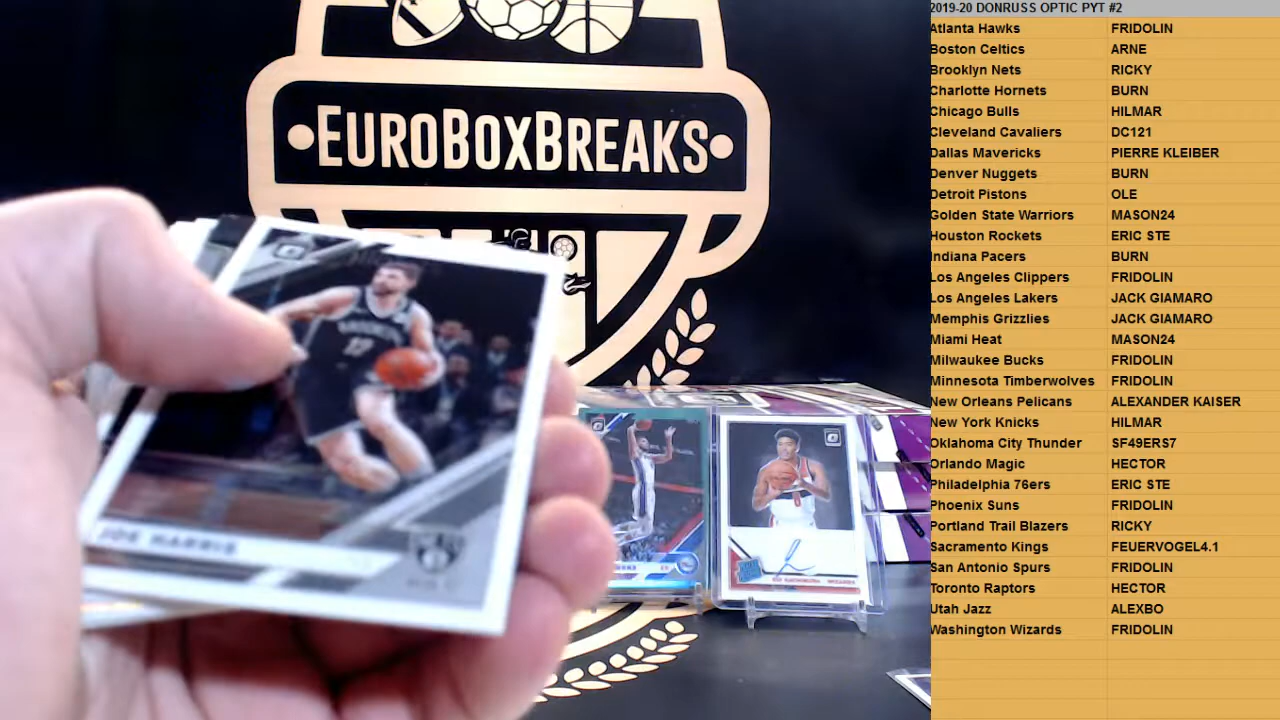 EUROBOXBREAKS
17
JOE HARRIS
RUI HACHIMURA WIZARDS
2019-20 DONRUSS OPTIC PYT #2
Atlanta Hawks FRIDOLIN
Boston Celtics ARNE
Brooklyn Nets RICKY
Charlotte Hornets BURN
Chicago Bulls HILMAR
Cleveland Cavaliers DC121
Dallas Mavericks PIERRE KLEIBER
Denver Nuggets BURN
Detroit Pistons OLE
Golden State Warriors MASON24
Houston Rockets ERIC STE
Indiana Pacers BURN
Los Angeles Clippers FRIDOLIN
Los Angeles Lakers JACK GIAMARO
Memphis Grizzlies JACK GIAMARO
Miami Heat MASON24
Milwaukee Bucks FRIDOLIN
Minnesota Timberwolves FRIDOLIN
New Orleans Pelicans ALEXANDER KAISER
New York Knicks HILMAR
Oklahoma City Thunder SF49ERS7
Orlando Magic HECTOR
Philadelphia 76ers ERIC STE
Phoenix Suns FRIDOLIN
Portland Trail Blazers RICKY
Sacramento Kings FEUERVOGEL4.1
San Antonio Spurs FRIDOLIN
Toronto Raptors HECTOR
Utah Jazz ALEXBO
Washington Wizards FRIDOLIN